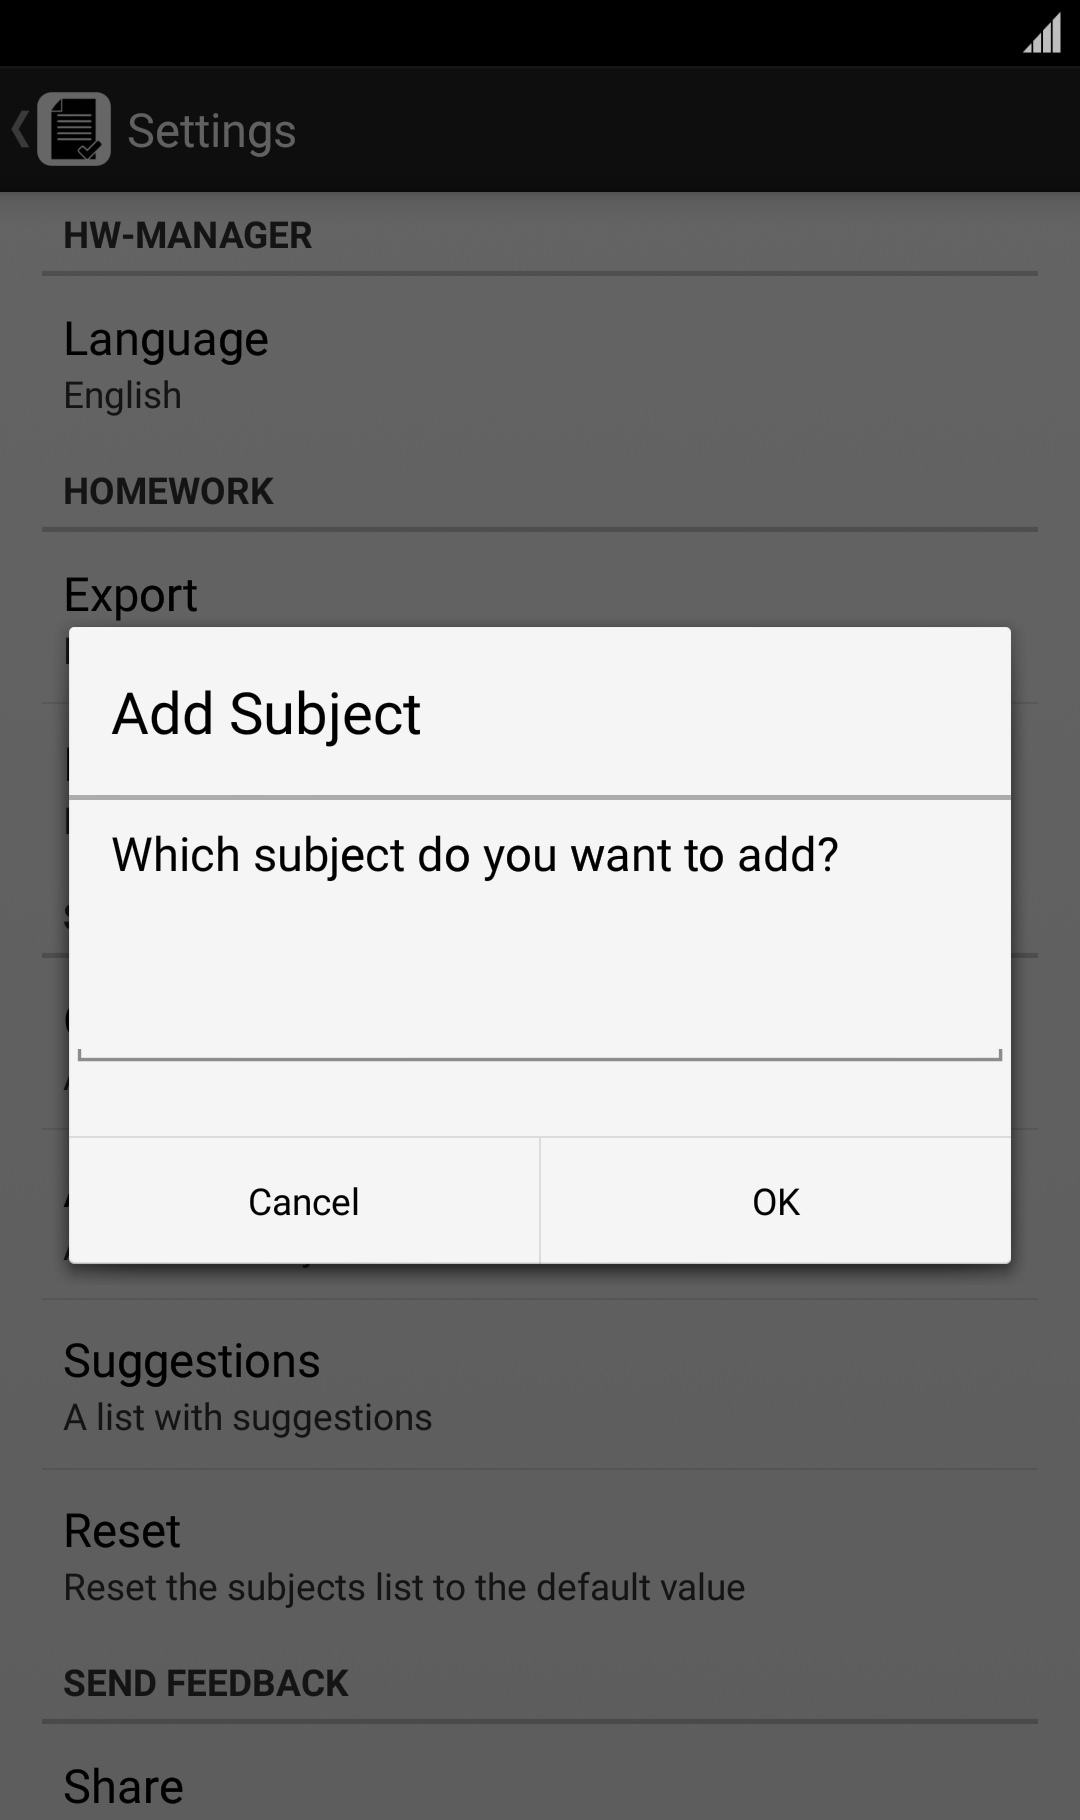 Settings
HW-MANAGER
Language
English
HOMEWORK
Export
Add Subject
Which subject do you want to add?
Cancel
OK
Suggestions
A list with suggestions
Reset
Reset the subjects list to the default value
SEND FEEDBACK
Share